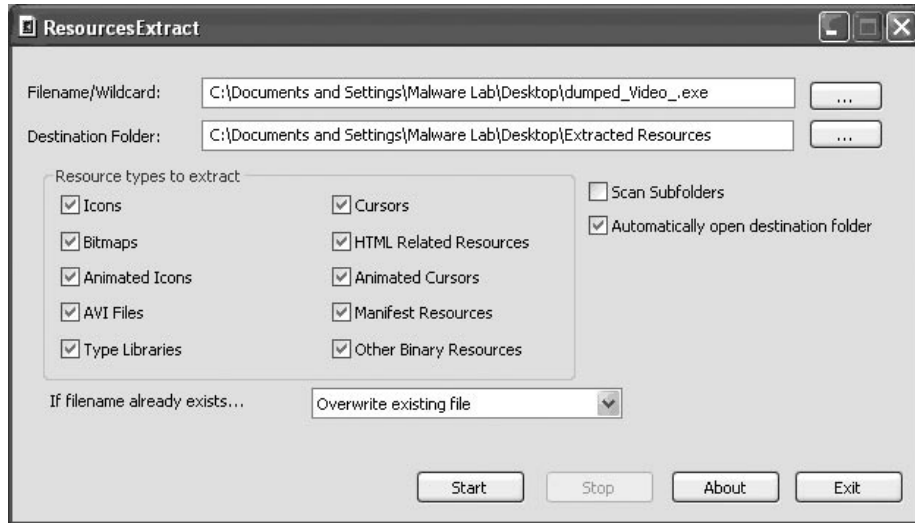 ResourcesExtract
Filename/Wildcard: C:\Documents and Settings\Malware Lab\Desktop\dumped_Video_.exe ...
Destination Folder: C:\Documents and Settings\Malware Lab\Desktop\Extracted Resources ...
Resource types to extract
Icons Cursors Scan Subfolders
Bitmaps HTML Related Resources Automatically open destination folder
Animated Icons Animated Cursors
AVI Files Manifest Resources
Type Libraries Other Binary Resources
If filename already exists... Overwrite existing file
Start Stop About Exit